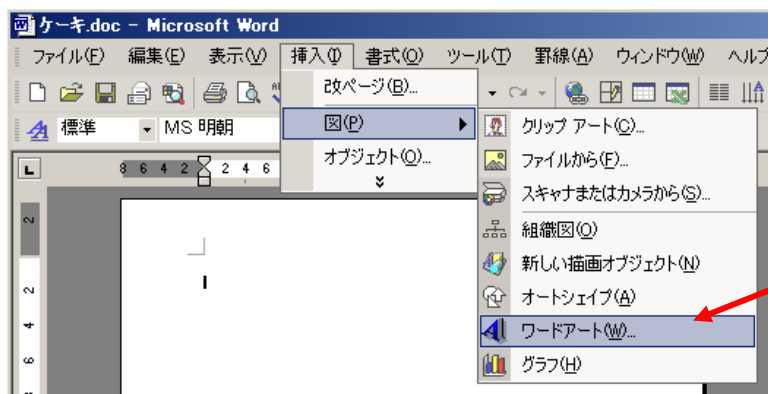 ケーキ.doc - Microsoft Word
ファイル(F) 編集(E) 表示(V) 挿入(I) 書式(O) ツール(T) 罫線(A) ウィンドウ(W) ヘルプ
改ページ(B)...
標準 MS 明朝
図(P)
クリップ アート(C)...
オブジェクト(O)...
ファイルから(F)...
8 6 4 2 2 4 6
スキャナまたはカメラから(S)...
組織図(O)
新しい描画オブジェクト(N)
オートシェイプ(A)
ワードアート(W)...
グラフ(H)
2
2
4
6